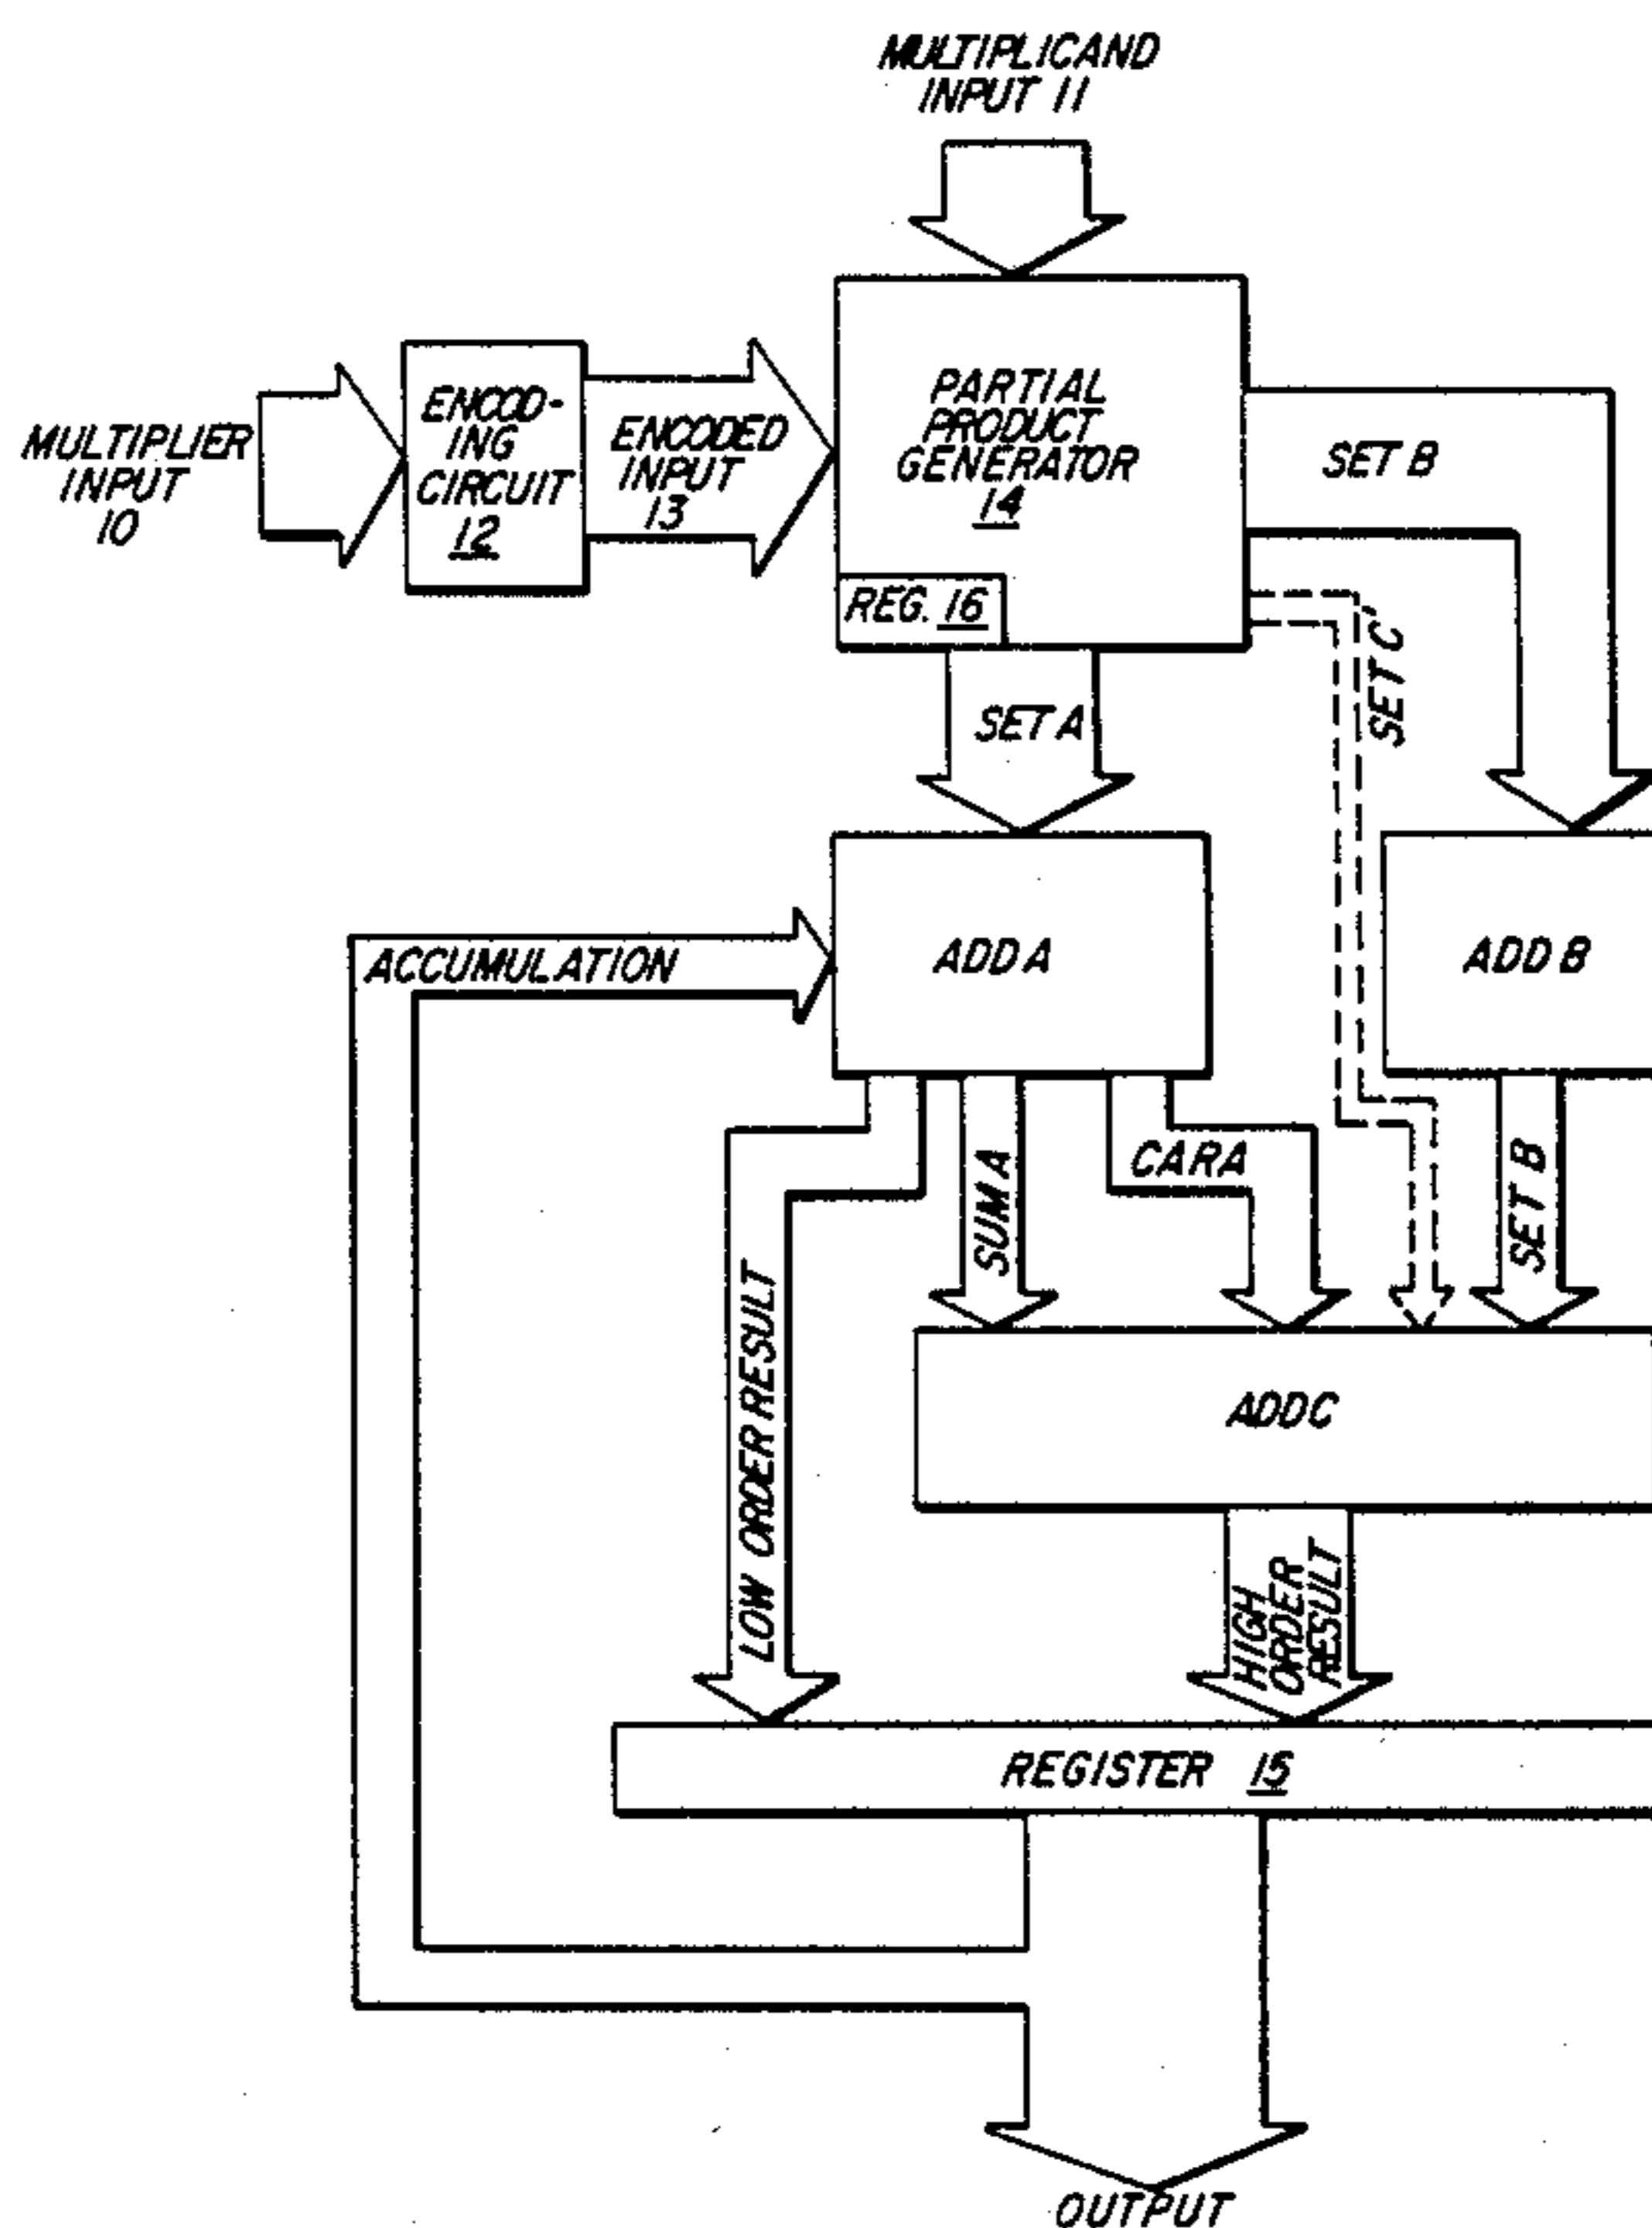 MULTIPLICAND
INPUT 11
MULTIPLIER
INPUT
10
ENCOD-
ING
CIRCUIT
12
ENCODED
INPUT
13
PARTIAL
PRODUCT
GENERATOR
14
REG. 16
SET B
SET C'
SET A
ACCUMULATION
ADD A
ADD B
SUM A
CARA
SET B
LOW ORDER RESULT
ADDC
HIGH
ORDER
RESULT
REGISTER 15
OUTPUT